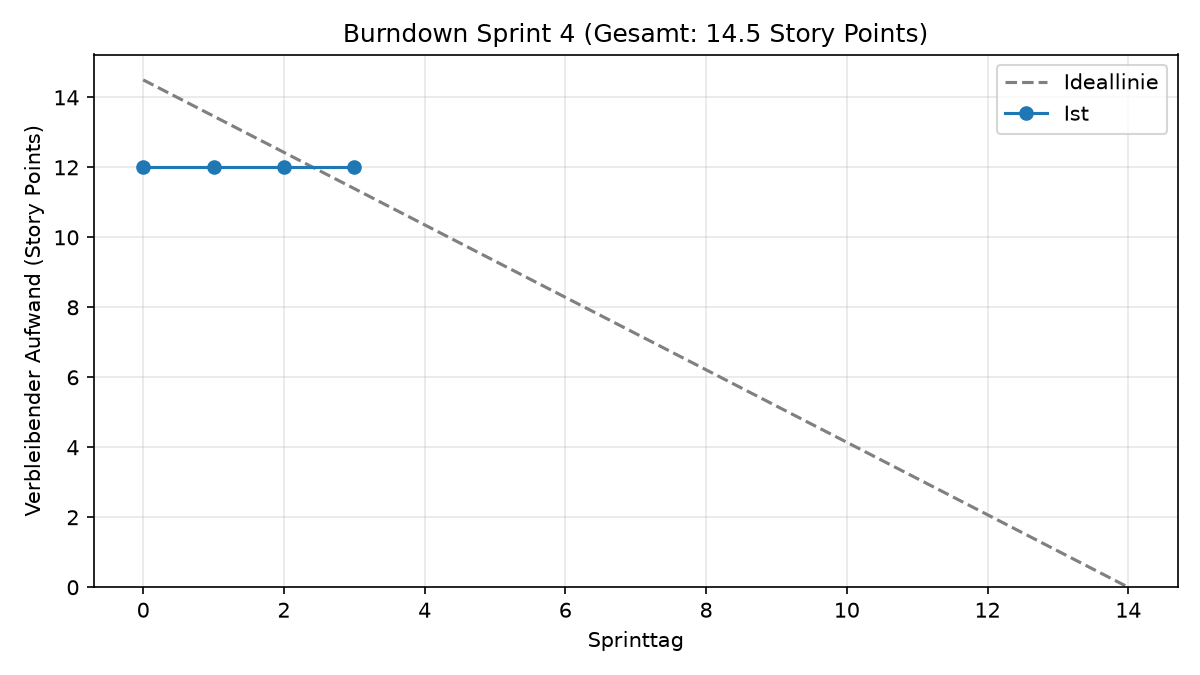 Burndown Sprint 4 (Gesamt: 14.5 Story Points)
Ideallinie
Ist
Verbleibender Aufwand (Story Points)
14
12
10
8
6
4
2
0
0 2 4 6 8 10 12 14
Sprinttag